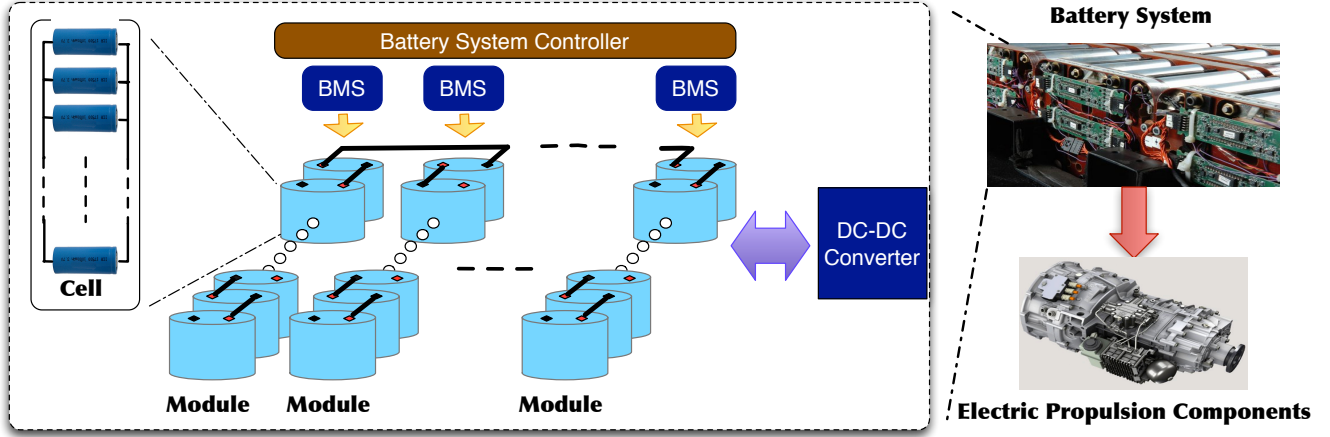 Battery System Controller
BMS
BMS
BMS
DC-DC
Converter
Cell
Module
Module
Module
Battery System
Electric Propulsion Components